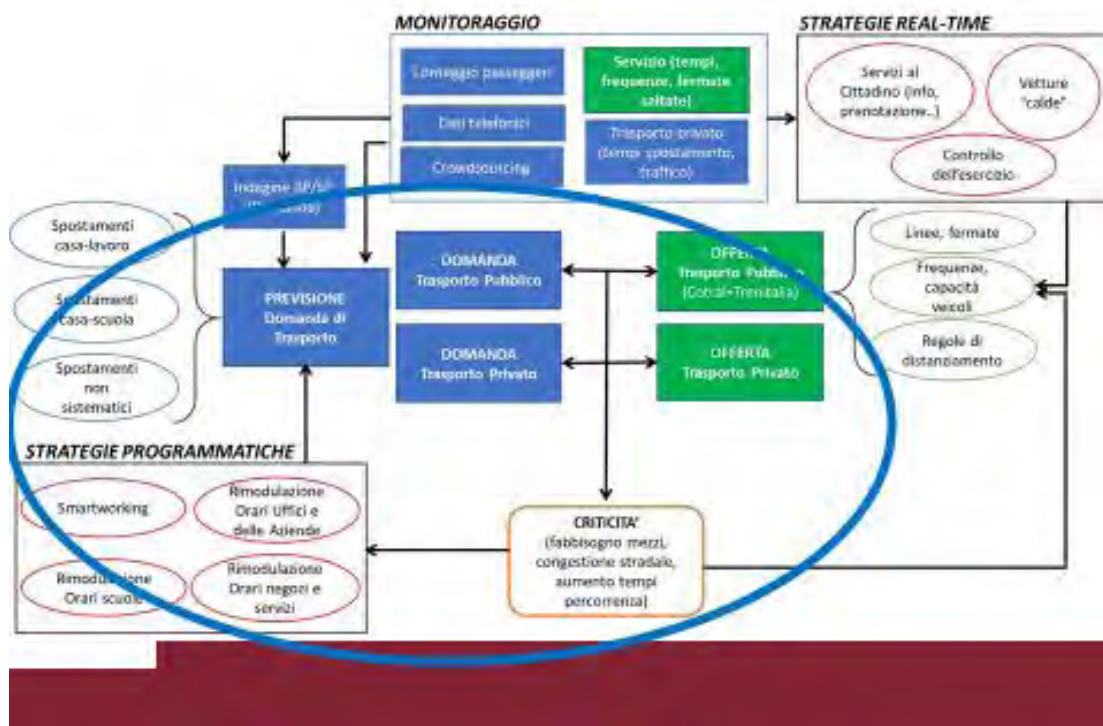 MONITORAGGIO
Conteggio passeggeri
Dati telefonici
Crowdsourcing
Servizio (tempi,
frequenze, fermate
saltate)
Trasporto privato
(tempi spostamento,
traffico)
STRATEGIE REAL-TIME
Servizi al
Cittadino (info,
prenotazione..)
Vetture
"calde"
Controllo
dell'esercizio
Indagine
Spostamenti
casa-lavoro
Spostamenti
casa-scuola
Spostamenti
non
sistematici
PREVISIONE
Domanda di
Trasporto
DOMANDA
Trasporto Pubblico
DOMANDA
Trasporto Privato
OFFERTA
Trasporto Pubblico
(Cotral+Trenitalia)
OFFERTA
Trasporto Privato
Linee, fermate
Frequenze,
capacità
veicoli
Regole di
distanziamento
STRATEGIE PROGRAMMATICHE
Smartworking
Rimodulazione
Orari Uffici e
delle Aziende
Rimodulazione
Orari scuole
Rimodulazione
Orari negozi e
servizi
CRITICITA'
(fabbisogno mezzi,
congestione stradale,
aumento tempi
percorrenza)